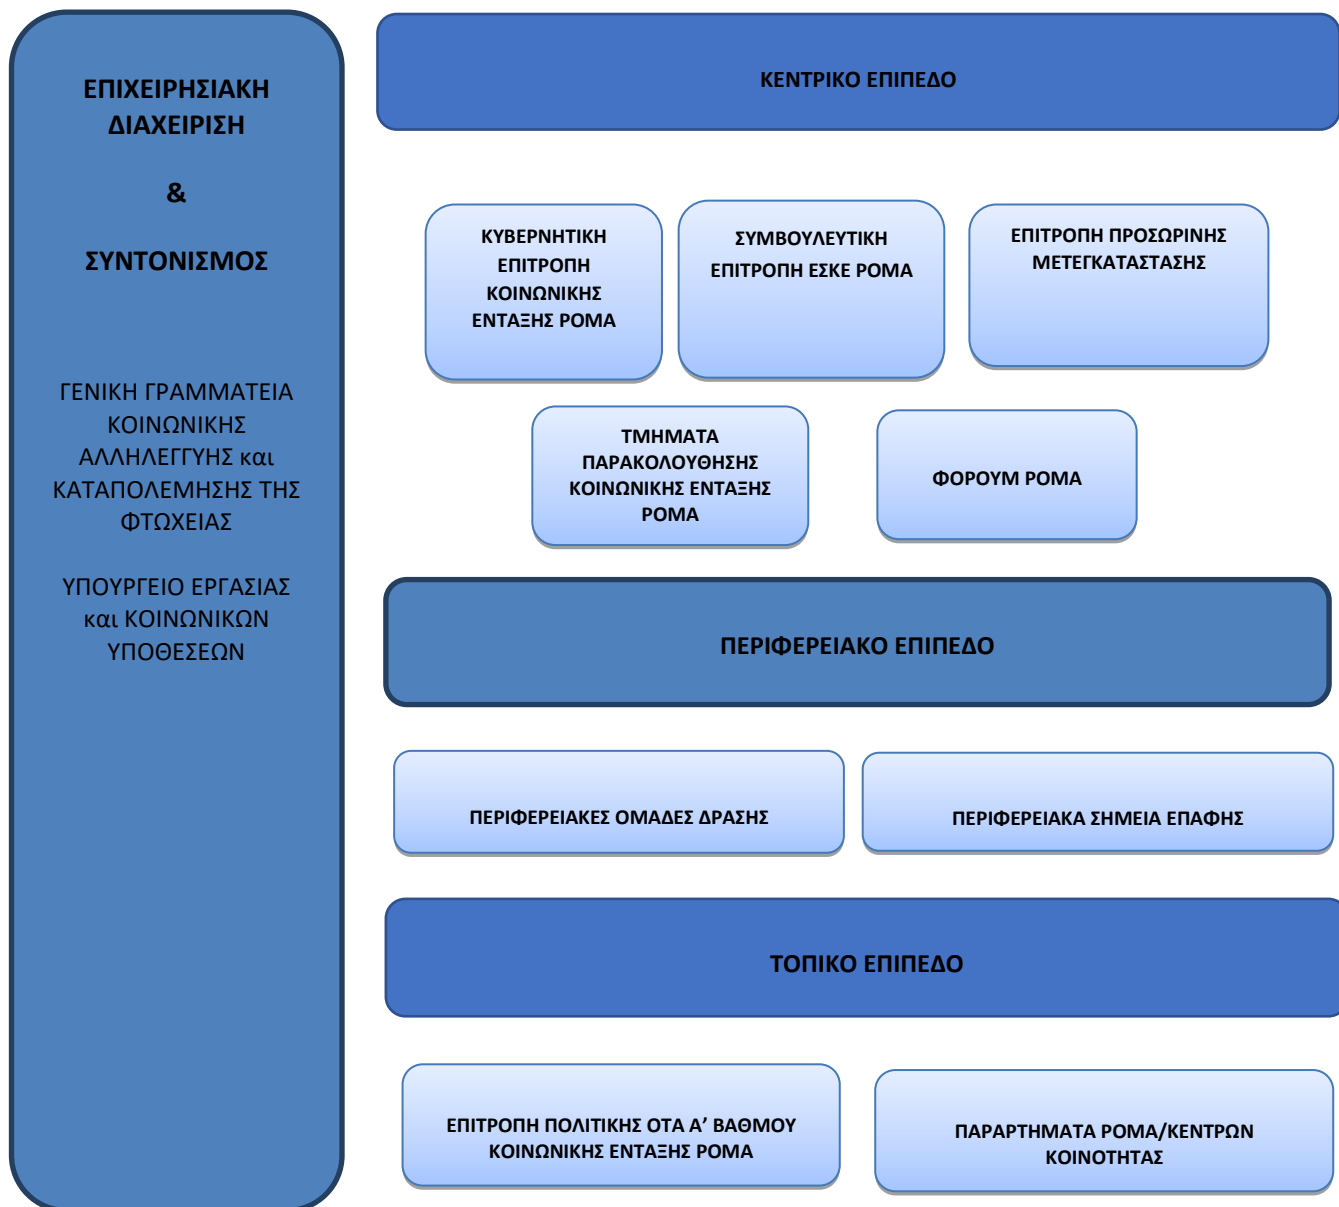 ΕΠΙΧΕΙΡΗΣΙΑΚΗ
ΔΙΑΧΕΙΡΙΣΗ
&
ΣΥΝΤΟΝΙΣΜΟΣ
ΓΕΝΙΚΗ ΓΡΑΜΜΑΤΕΙΑ
ΚΟΙΝΩΝΙΚΗΣ
ΑΛΛΗΛΕΓΓΥΗΣ και
ΚΑΤΑΠΟΛΕΜΗΣΗΣ ΤΗΣ
ΦΤΩΧΕΙΑΣ
ΥΠΟΥΡΓΕΙΟ ΕΡΓΑΣΙΑΣ
και ΚΟΙΝΩΝΙΚΩΝ
ΥΠΟΘΕΣΕΩΝ
ΚΕΝΤΡΙΚΟ ΕΠΙΠΕΔΟ
ΚΥΒΕΡΝΗΤΙΚΗ
ΕΠΙΤΡΟΠΗ
ΚΟΙΝΩΝΙΚΗΣ
ΕΝΤΑΞΗΣ ΡΟΜΑ
ΣΥΜΒΟΥΛΕΥΤΙΚΗ
ΕΠΙΤΡΟΠΗ ΕΣΚΕ ΡΟΜΑ
ΕΠΙΤΡΟΠΗ ΠΡΟΣΩΡΙΝΗΣ
ΜΕΤΕΓΚΑΤΑΣΤΑΣΗΣ
ΤΜΗΜΑΤΑ
ΠΑΡΑΚΟΛΟΥΘΗΣΗΣ
ΚΟΙΝΩΝΙΚΗΣ ΕΝΤΑΞΗΣ
ΡΟΜΑ
ΦΟΡΟΥΜ ΡΟΜΑ
ΠΕΡΙΦΕΡΕΙΑΚΟ ΕΠΙΠΕΔΟ
ΠΕΡΙΦΕΡΕΙΑΚΕΣ ΟΜΑΔΕΣ ΔΡΑΣΗΣ
ΠΕΡΙΦΕΡΕΙΑΚΑ ΣΗΜΕΙΑ ΕΠΑΦΗΣ
ΤΟΠΙΚΟ ΕΠΙΠΕΔΟ
ΕΠΙΤΡΟΠΗ ΠΟΛΙΤΙΚΗΣ ΟΤΑ Α’ ΒΑΘΜΟΥ
ΚΟΙΝΩΝΙΚΗΣ ΕΝΤΑΞΗΣ ΡΟΜΑ
ΠΑΡΑΡΤΗΜΑΤΑ ΡΟΜΑ/ΚΕΝΤΡΩΝ
ΚΟΙΝΟΤΗΤΑΣ